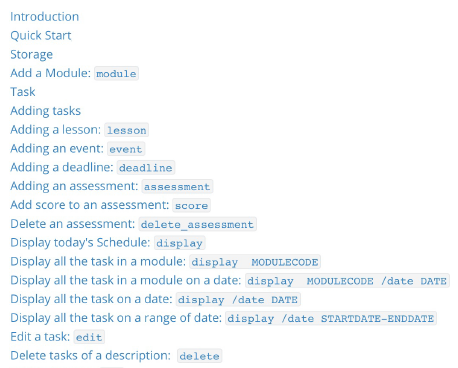 Introduction
Quick Start
Storage
Add a Module: module
Task
Adding tasks
Adding a lesson: lesson
Adding an event: event
Adding a deadline: deadline
Adding an assessment: assessment
Add score to an assessment: score
Delete an assessment: delete_assessment
Display today's Schedule: display
Display all the task in a module: display MODULECODE
Display all the task in a module on a date: display MODULECODE /date DATE
Display all the task on a date: display /date DATE
Display all the task on a range of date: display /date STARTDATE-ENDDATE
Edit a task: edit
Delete tasks of a description: delete